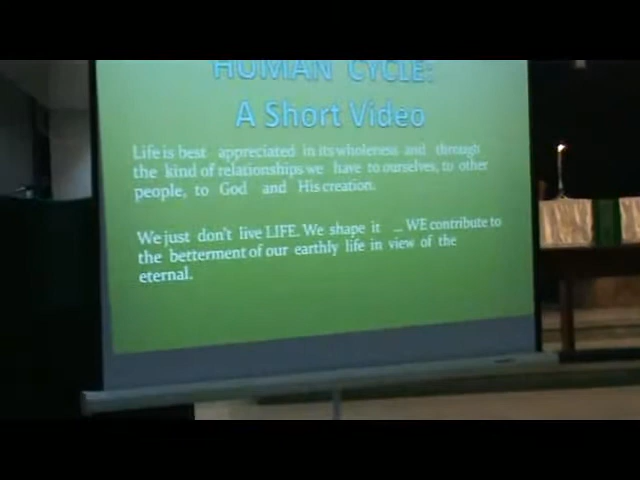 HUMAN CYCLE:
A Short Video
Life is best appreciated in its wholeness and through
the kind of relationships we have to ourselves, to other
people, to God and His creation.
We just don't live LIFE. We shape it ... WE contribute to
the betterment of our earthly life in view of the
eternal.